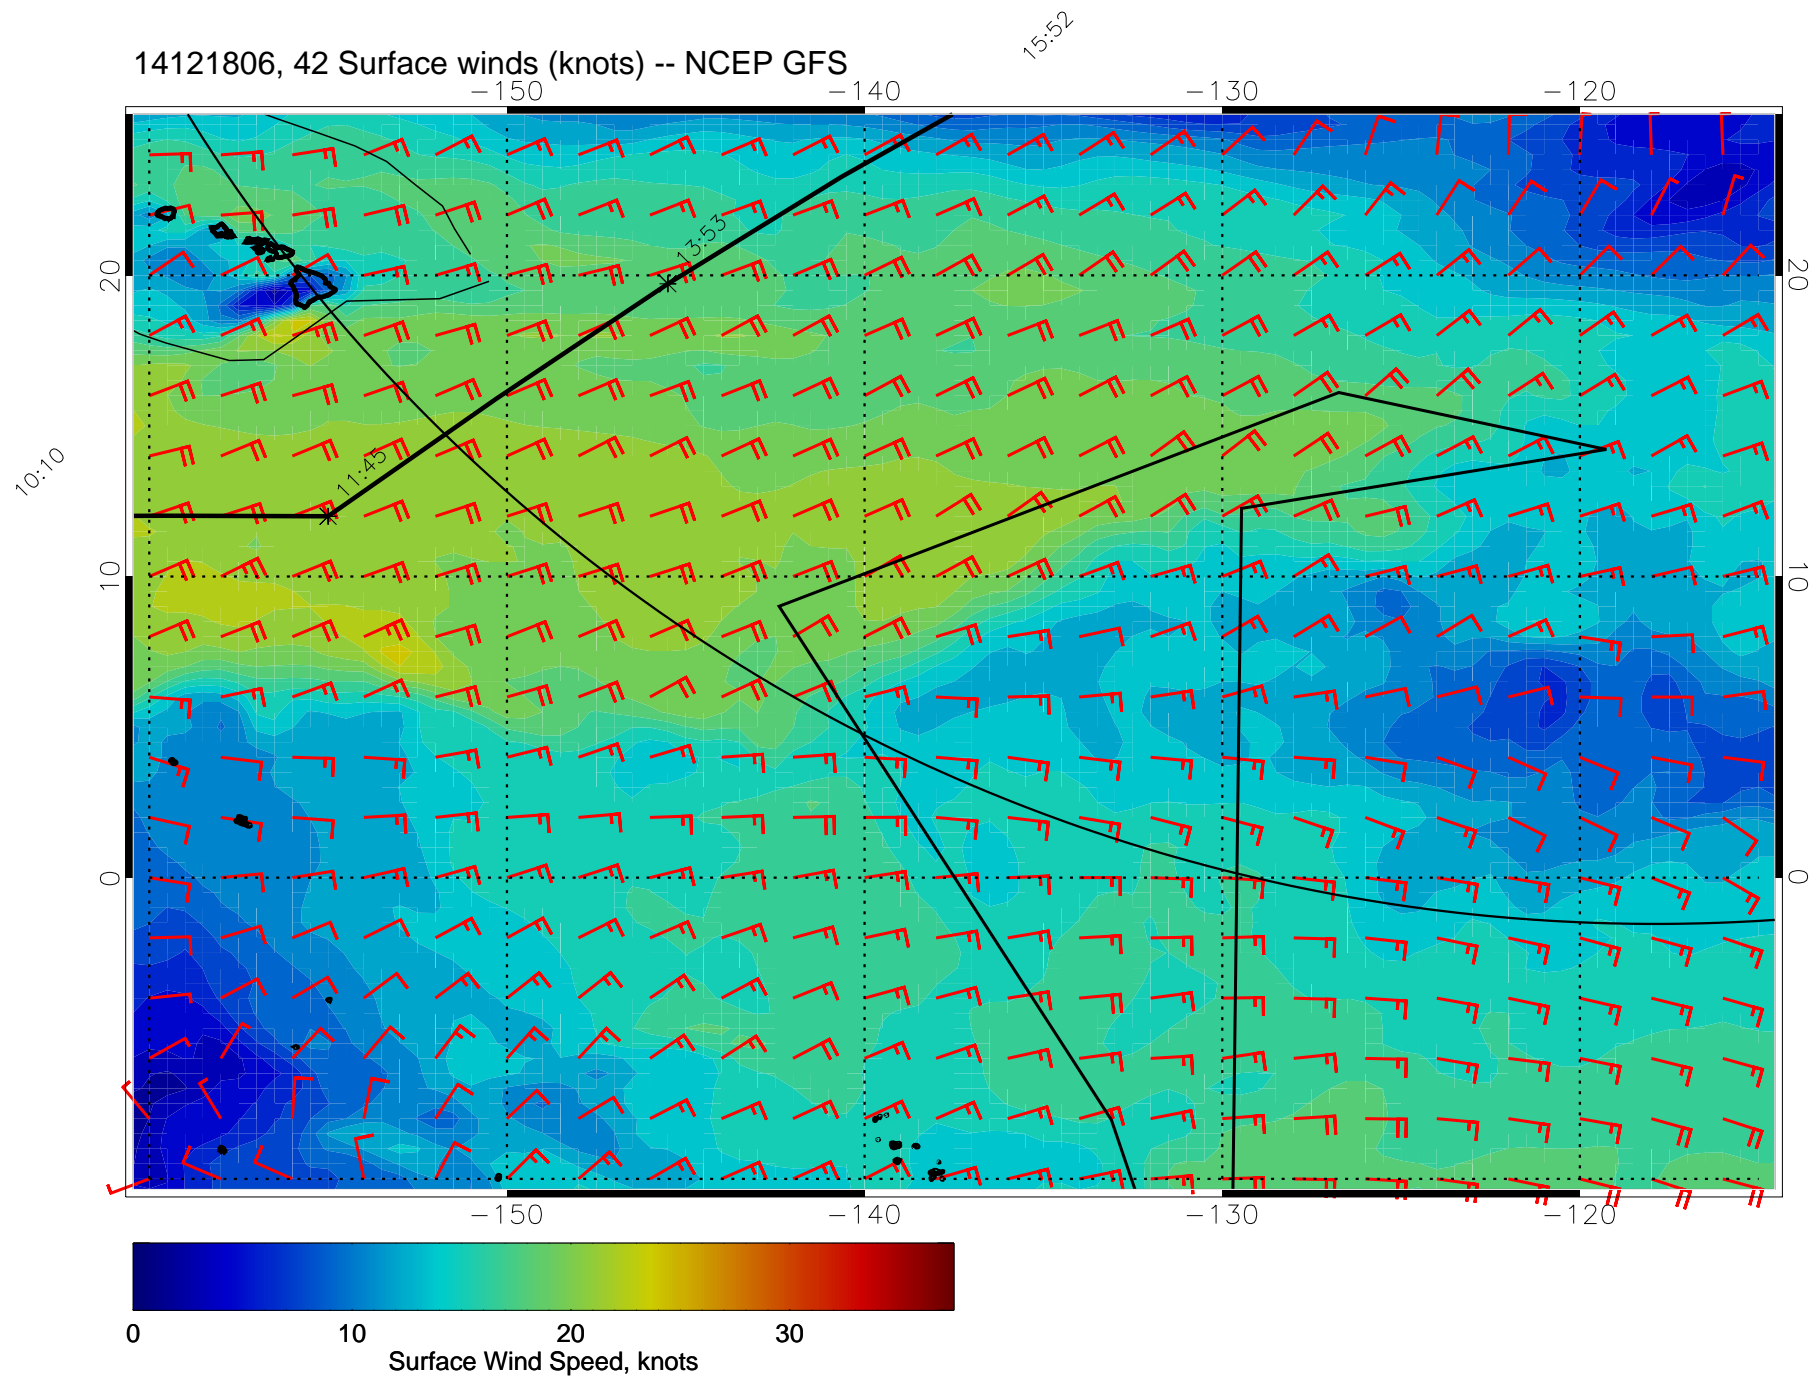 15:52
14121806, 42 Surface winds (knots) -- NCEP GFS
−150 −140 −130 −120
13:53
20 20
10:10
11:45
10 10
0 0
−150 −140 −130 −120
0 10 20 30
Surface Wind Speed, knots